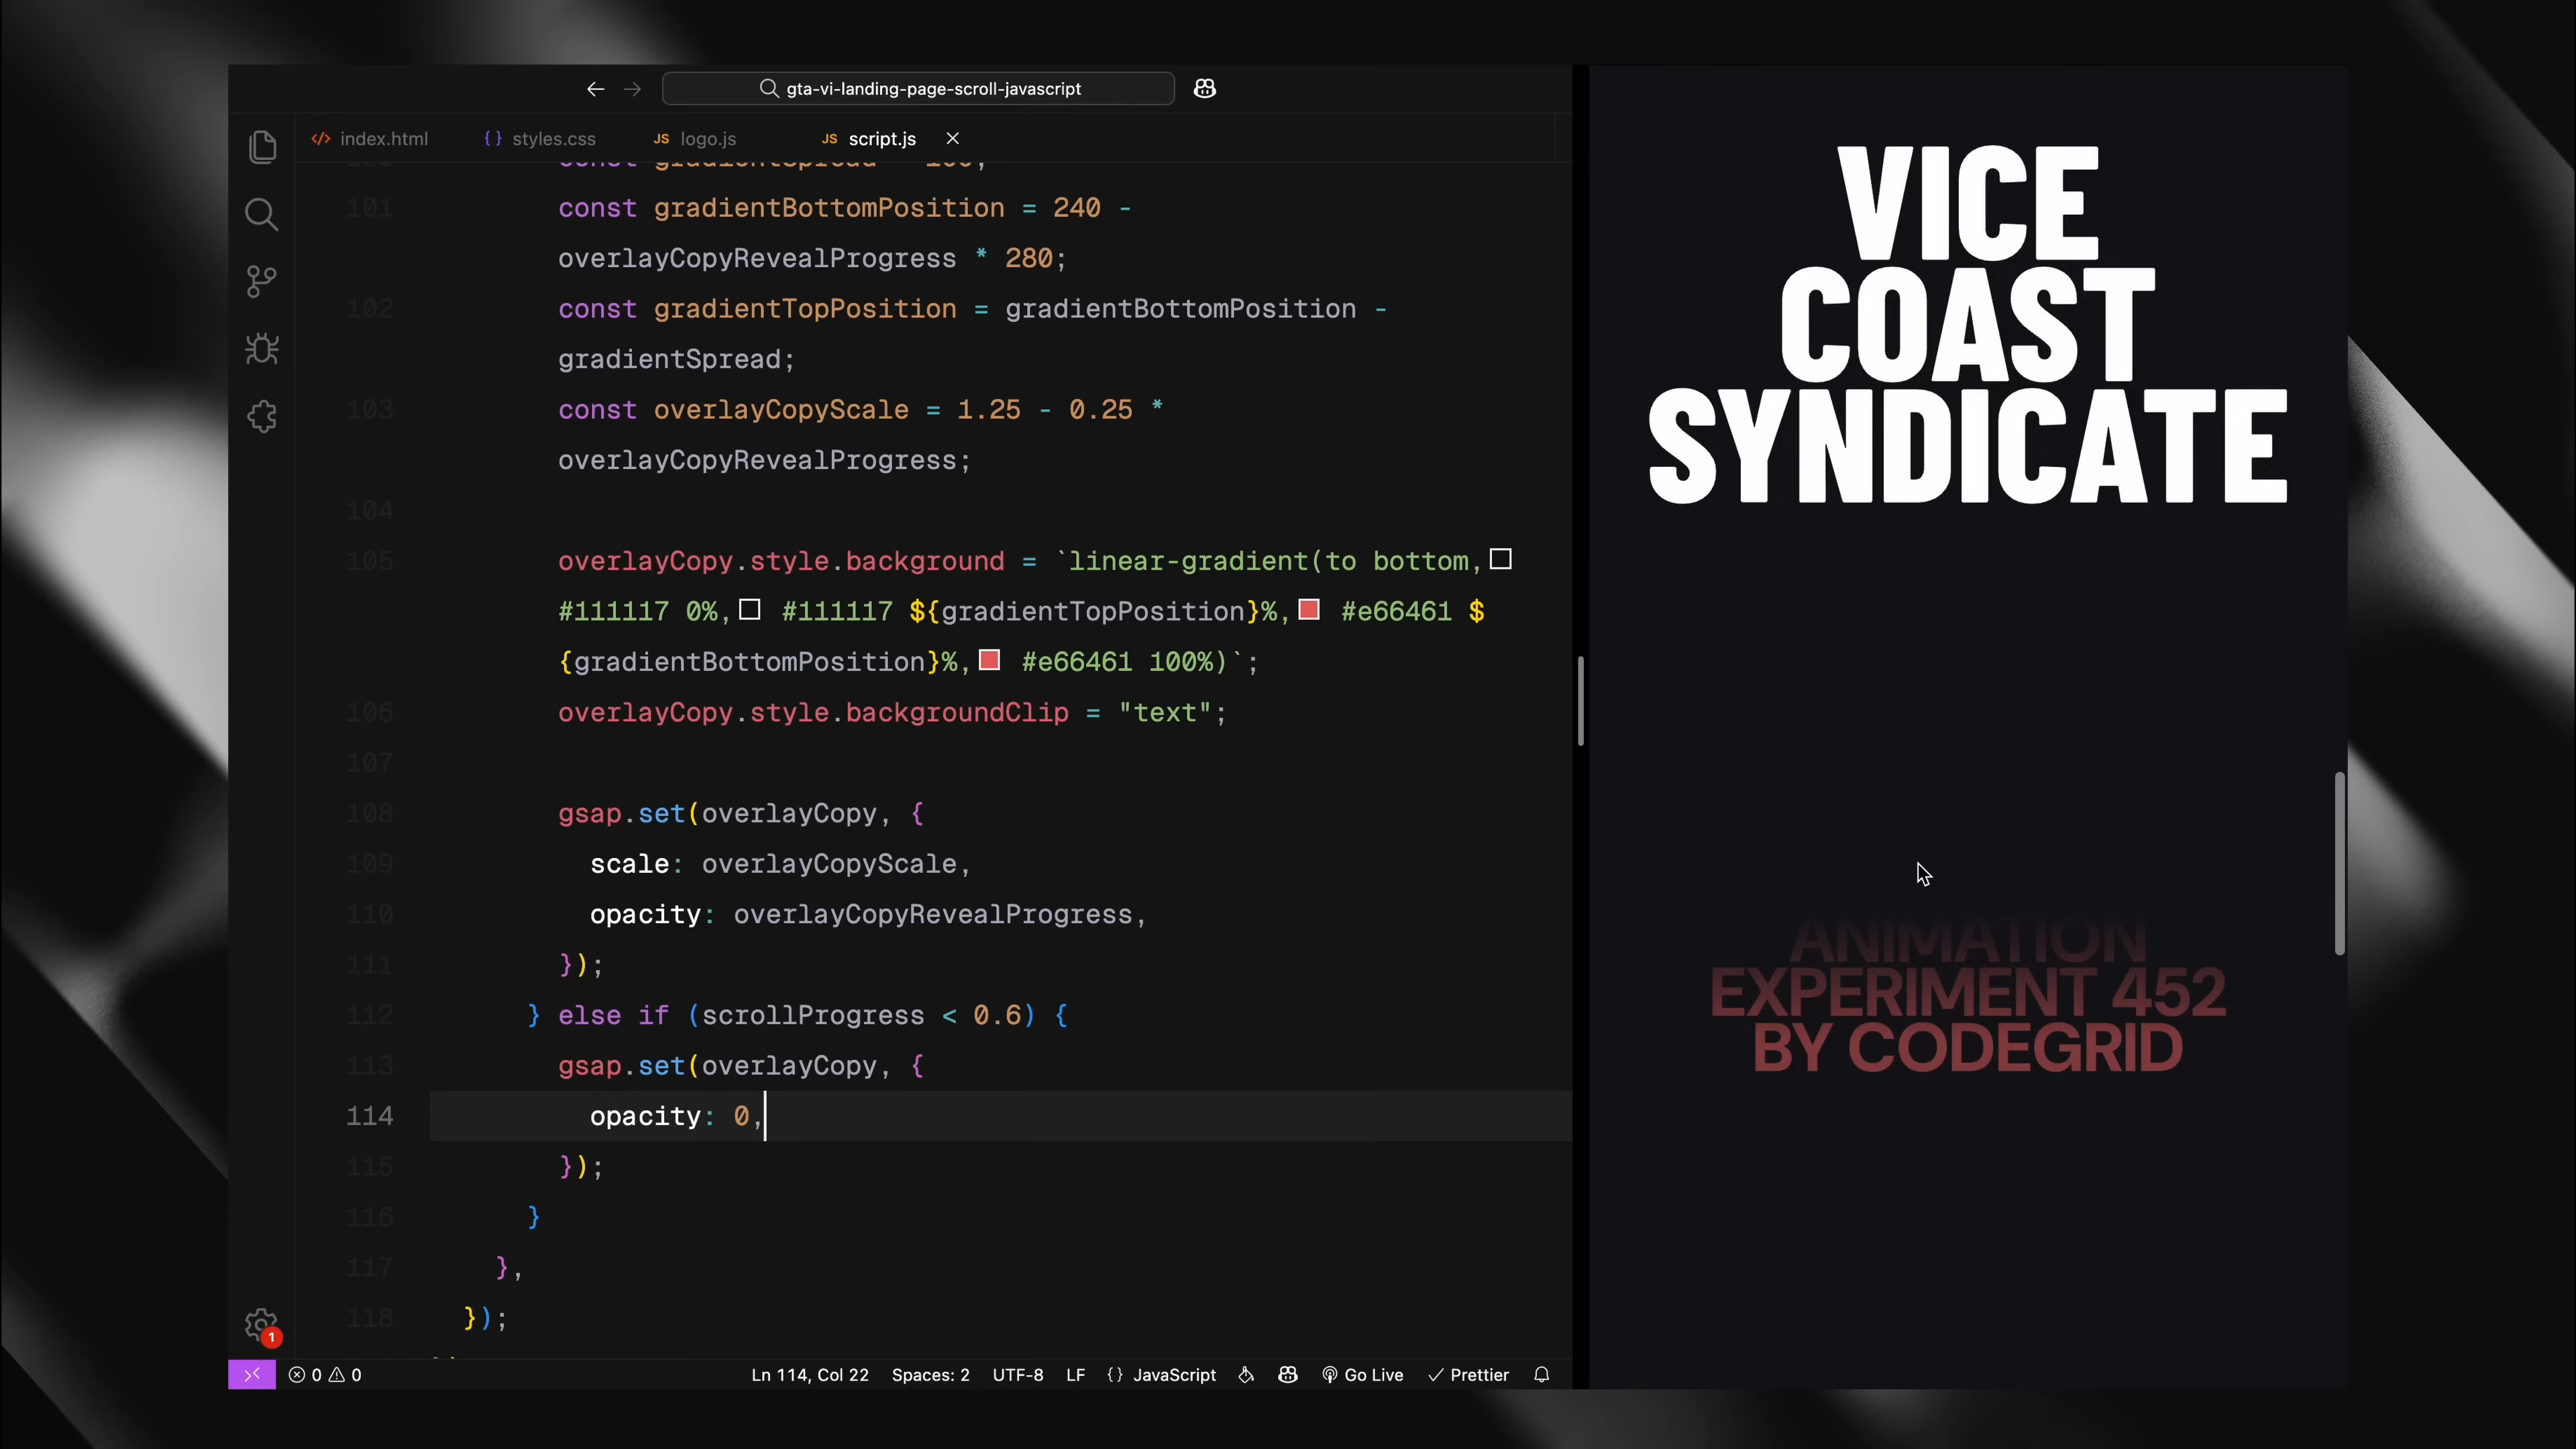 gta-vi-landing-page-scroll-javascript
index.html
styles.css
JS logo.js
JS script.js
101 const gradientBottomPosition = 240 -
overlayCopyRevealProgress * 280;
102 const gradientTopPosition = gradientBottomPosition -
gradientSpread;
103 const overlayCopyScale = 1.25 - 0.25 *
overlayCopyRevealProgress;
104
105 overlayCopy.style.background = `linear-gradient(to bottom,
#111117 0%, #111117 ${gradientTopPosition}%, #e66461 $
{gradientBottomPosition}%, #e66461 100%)`;
106 overlayCopy.style.backgroundClip = "text";
107
108 gsap.set(overlayCopy, {
109 scale: overlayCopyScale,
110 opacity: overlayCopyRevealProgress,
111 });
112 } else if (scrollProgress < 0.6) {
113 gsap.set(overlayCopy, {
114 opacity: 0,
115 });
116 }
117 },
118 });
1
0 0
Ln 114, Col 22
Spaces: 2
UTF-8
LF
{} JavaScript
Go Live
Prettier
VICE
COAST
SYNDICATE
ANIMATION
EXPERIMENT 452
BY CODEGRID